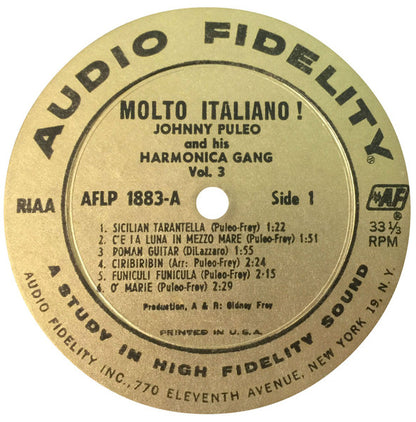 AUDIO FIDELITY®
MOLTO ITALIANO !
JOHNNY PULEO
and his
HARMONICA GANG
Vol. 3
RIAA
AFLP 1883-A
Side 1
AF
33 1/3
RPM
1. SICILIAN TARANTELLA (Puleo-Frey) 1:22
2. C'E I A LUNA IN MEZZO MARE (Puleo-Frey) 1:51
3. ROMAN GUITAR (DiLazzaro) 1:55
4. CIRIBIRIBIN (Arr: Puleo-Frey) 2:24
5. FUNICULI FUNICULA (Puleo-Frey) 2:15
6. O' MARIE (Puleo-Frey) 2:29
Production, A & R: Sidney Frey
PRINTED IN U.S.A.
A STUDY IN HIGH FIDELITY SOUND
AUDIO FIDELITY INC., 770 ELEVENTH AVENUE, NEW YORK 19, N.Y.